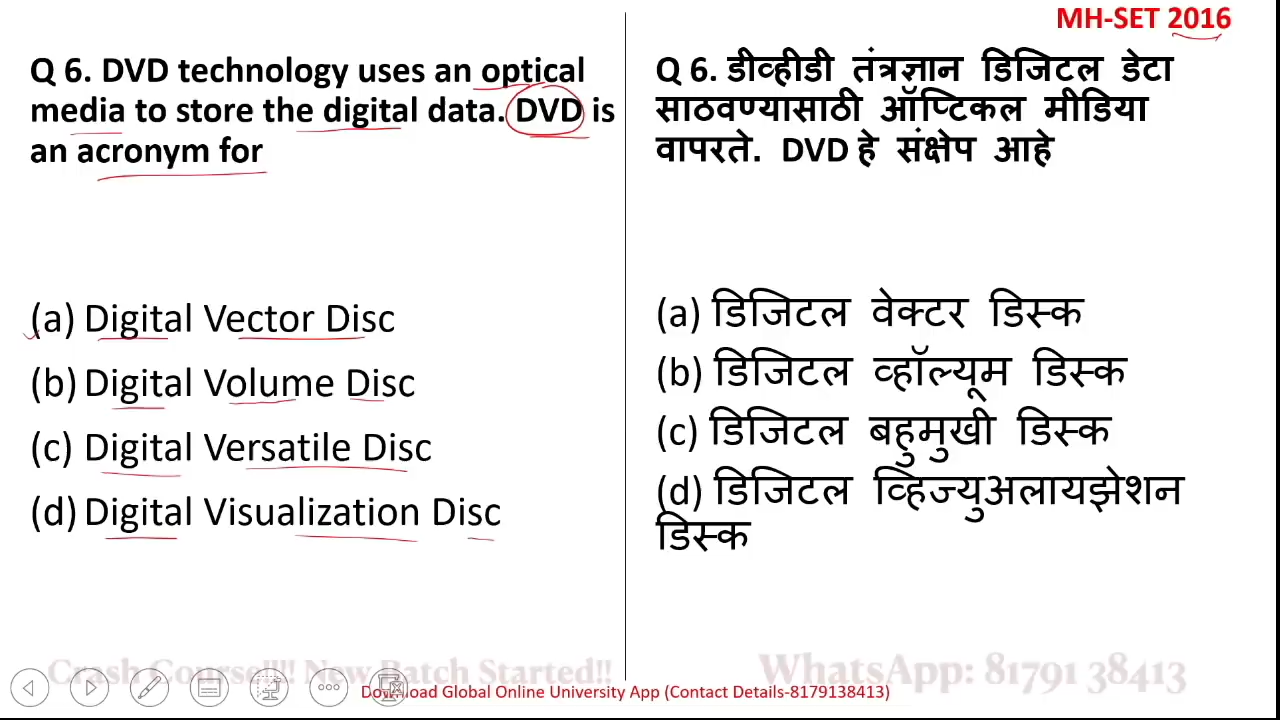 MH-SET 2016
Q 6. DVD technology uses an optical
media to store the digital data. DVD is
an acronym for
(a) Digital Vector Disc
(b) Digital Volume Disc
(c) Digital Versatile Disc
(d) Digital Visualization Disc
Q 6. डीव्हीडी तंत्रज्ञान डिजिटल डेटा
साठवण्यासाठी ऑप्टिकल मीडिया
वापरते. DVD हे संक्षेप आहे
(a) डिजिटल वेक्टर डिस्क
(b) डिजिटल व्हॉल्यूम डिस्क
(c) डिजिटल बहुमुखी डिस्क
(d) डिजिटल व्हिज्युअलायझेशन
डिस्क
Crash Course!!!! New Batch Started!!
WhatsApp: 81791 38413
Download Global Online University App (Contact Details-8179138413)